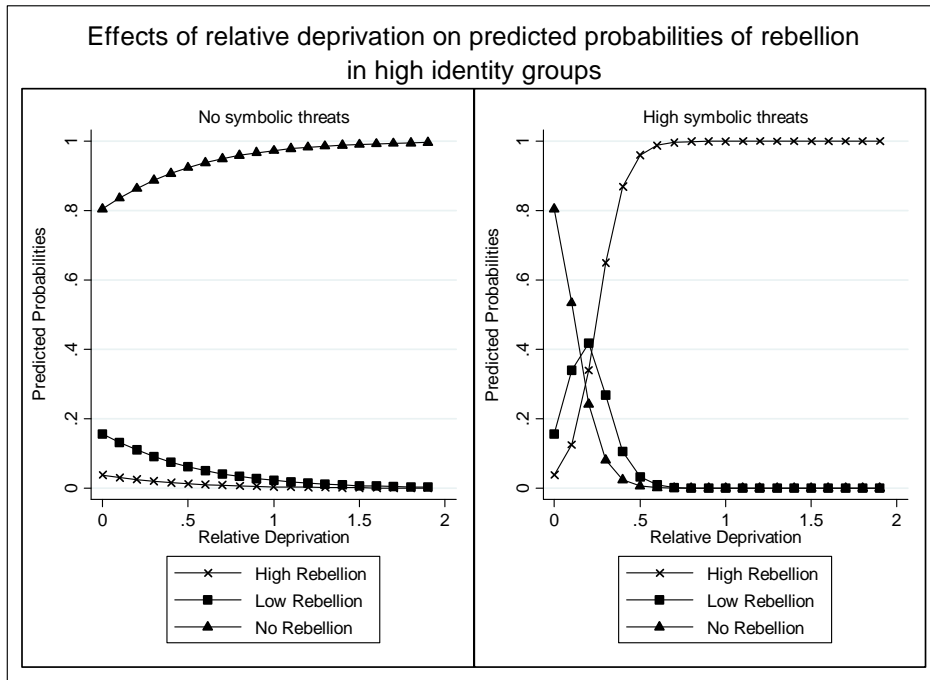 Effects of relative deprivation on predicted probabilities of rebellion
in high identity groups
No symbolic threats
Predicted Probabilities
1
.8
.6
.4
.2
0
0 .5 1 1.5 2
Relative Deprivation
High Rebellion
Low Rebellion
No Rebellion
High symbolic threats
Predicted Probabilities
1
.8
.6
.4
.2
0
0 .5 1 1.5 2
Relative Deprivation
High Rebellion
Low Rebellion
No Rebellion